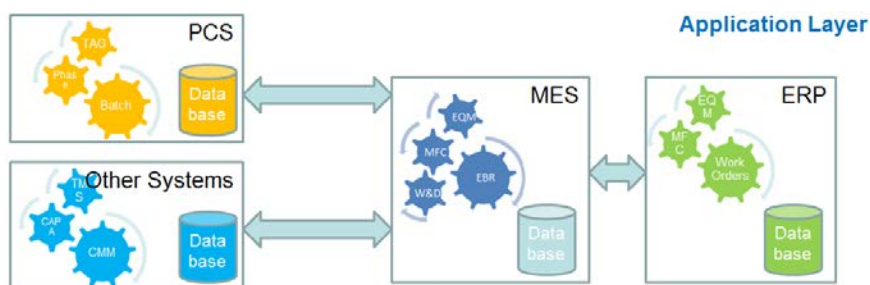 Application Layer
PCS
TAG
Phas
e
Batch
Data
base
Other Systems
TM
S
CAP
A
CMM
Data
base
MES
EQM
MFC
W&D
EBR
Data
base
ERP
EQ
M
MF
C
Work
Orders
Data
base